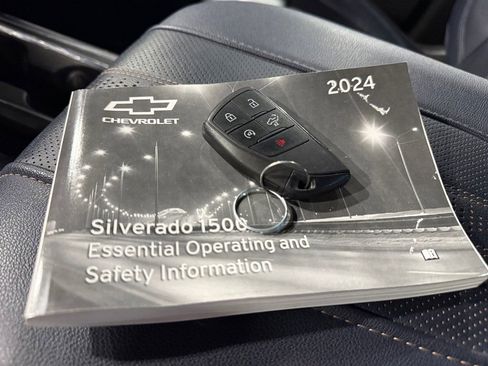 2024
CHEVROLET
Silverado 1500
Essential Operating and
Safety Information